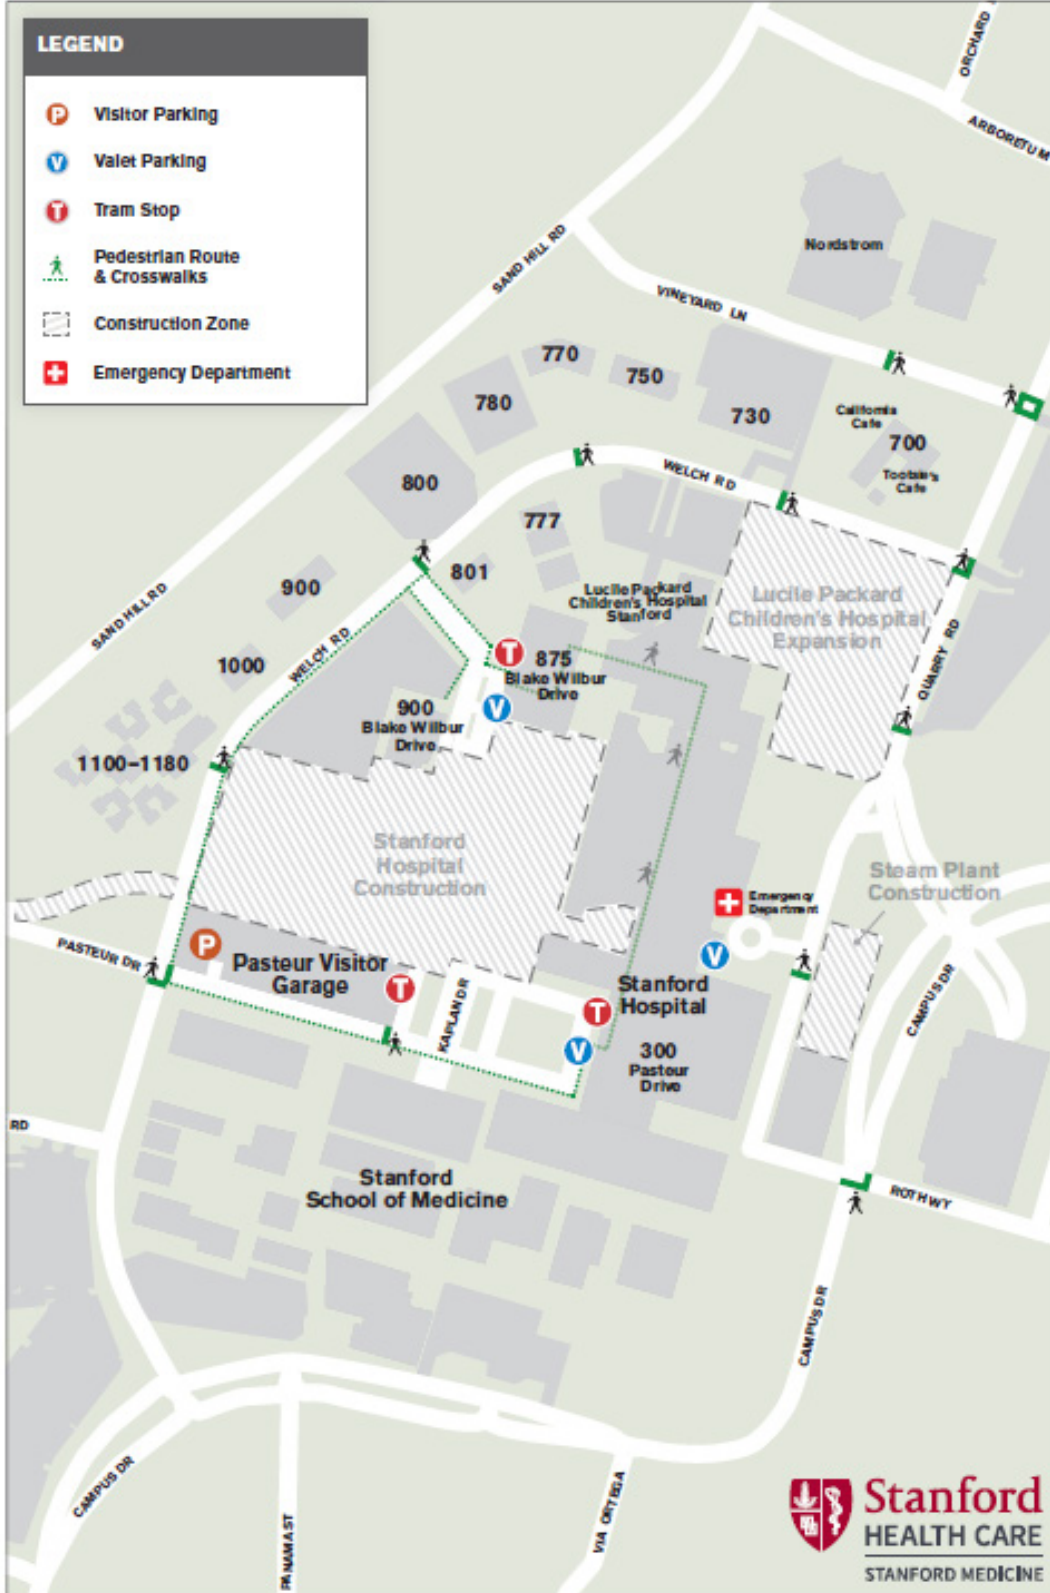 LEGEND
Visitor Parking
Valet Parking
Tram Stop
Pedestrian Route
& Crosswalks
Construction Zone
Emergency Department
P
V
T
ORCHARD
ARBORETUM
SAND HILL RD
Nordstrom
VINEYARD LN
770
750
780
730
California
Cafe
700
Tootsie's
Cafe
WELCH RD
800
777
801
900
SAND HILL RD
Lucile Packard
Children's Hospital
Stanford
Lucile Packard
Children's Hospital
Expansion
QUARRY RD
1000
WELCH RD
T
875
Blake Wilbur
Drive
V
900
Blake Wilbur
Drive
1100–1180
Stanford
Hospital
Construction
Steam Plant
Construction
Emergency
Department
V
PASTEUR DR
P
Pasteur Visitor
Garage
T
KAPLAN DR
T
Stanford
Hospital
V
300
Pasteur
Drive
CAMPUS DR
RD
Stanford
School of Medicine
ROTH WY
CAMPUS DR
CAMPUS DR
PANAMA ST
VIA ORTEGA
Stanford
HEALTH CARE
STANFORD MEDICINE